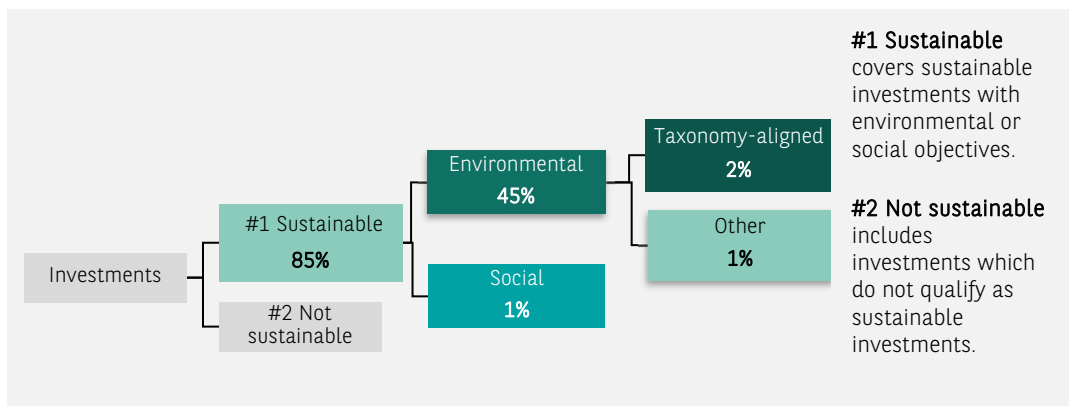 Investments
#1 Sustainable
85%
#2 Not
sustainable
Environmental
45%
Social
1%
Taxonomy-aligned
2%
Other
1%
#1 Sustainable
covers sustainable
investments with
environmental or
social objectives.
#2 Not sustainable
includes
investments which
do not qualify as
sustainable
investments.